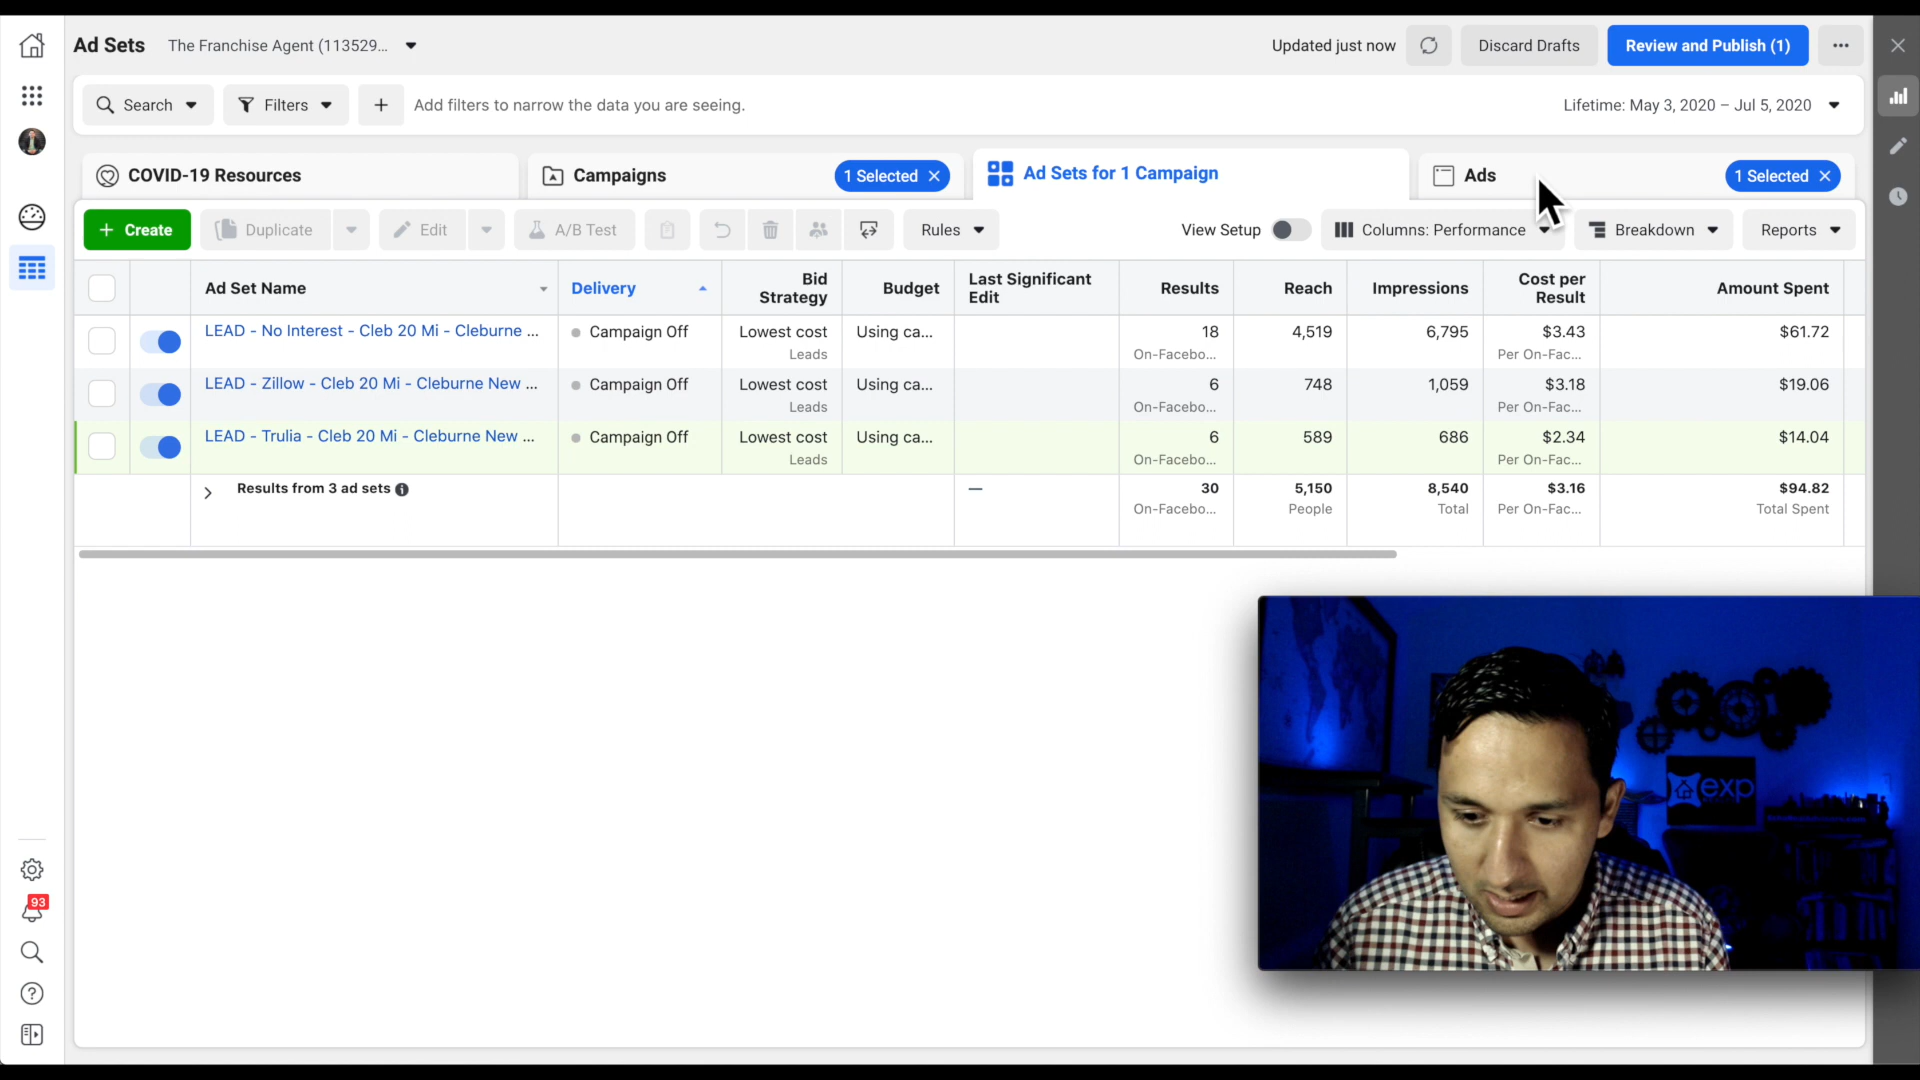 Ad Sets The Franchise Agent (113529... Updated just now Discard Drafts Review and Publish (1)
Search Filters Add filters to narrow the data you are seeing. Lifetime: May 3, 2020 – Jul 5, 2020
COVID-19 Resources Campaigns 1 Selected Ad Sets for 1 Campaign Ads 1 Selected
Create Duplicate Edit A/B Test Rules View Setup Columns: Performance Breakdown Reports
Ad Set Name Delivery Bid Strategy Budget Last Significant Edit Results Reach Impressions Cost per Result Amount Spent
LEAD - No Interest - Cleb 20 Mi - Cleburne ... Campaign Off Lowest cost Using ca... 18 4,519 6,795 $3.43 $61.72
Leads On-Facebo... Per On-Fac...
LEAD - Zillow - Cleb 20 Mi - Cleburne New ... Campaign Off Lowest cost Using ca... 6 748 1,059 $3.18 $19.06
Leads On-Facebo... Per On-Fac...
LEAD - Trulia - Cleb 20 Mi - Cleburne New ... Campaign Off Lowest cost Using ca... 6 589 686 $2.34 $14.04
Leads On-Facebo... Per On-Fac...
Results from 3 ad sets — 30 5,150 8,540 $3.16 $94.82
On-Facebo... People Total Per On-Fac... Total Spent
exp
93